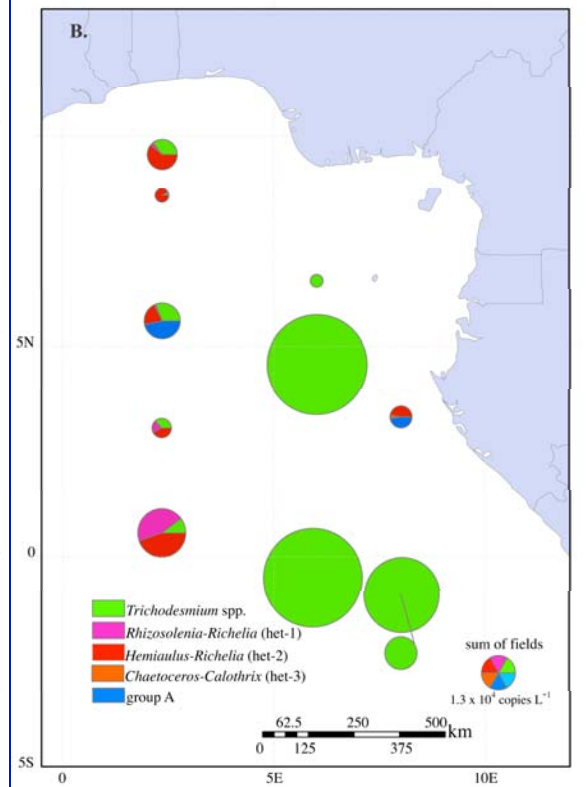 B.
5N
0
Trichodesmium spp.
Rhizosolenia-Richelia (het-1)
Hemiaulus-Richelia (het-2)
Chaetoceros-Calothrix (het-3)
group A
sum of fields
1.3 x 10⁴ copies L⁻¹
62.5 250 500
km
0 125 375
5S
0 5E 10E